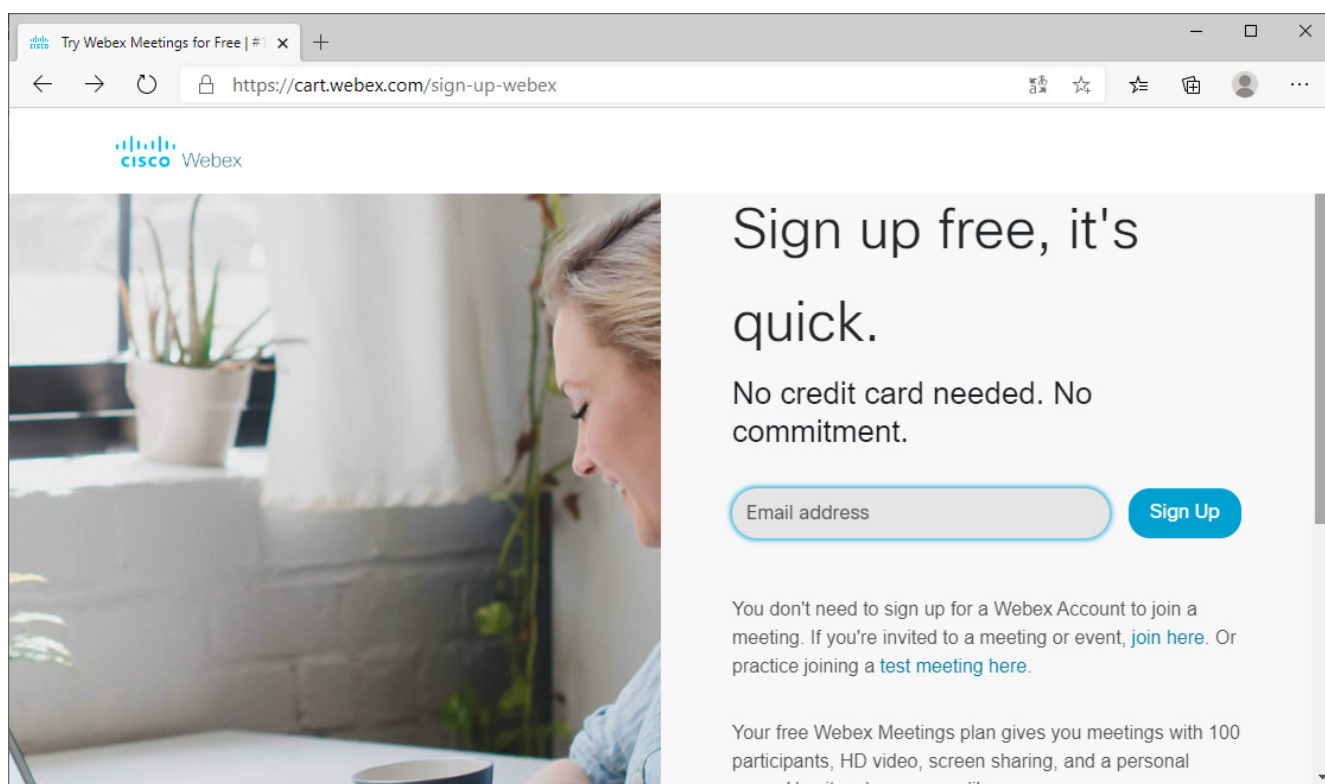 Try Webex Meetings for Free | #1
https://cart.webex.com/sign-up-webex
cisco Webex
Sign up free, it's
quick.
No credit card needed. No
commitment.
Email address
Sign Up
You don't need to sign up for a Webex Account to join a
meeting. If you're invited to a meeting or event, join here. Or
practice joining a test meeting here.
Your free Webex Meetings plan gives you meetings with 100
participants, HD video, screen sharing, and a personal